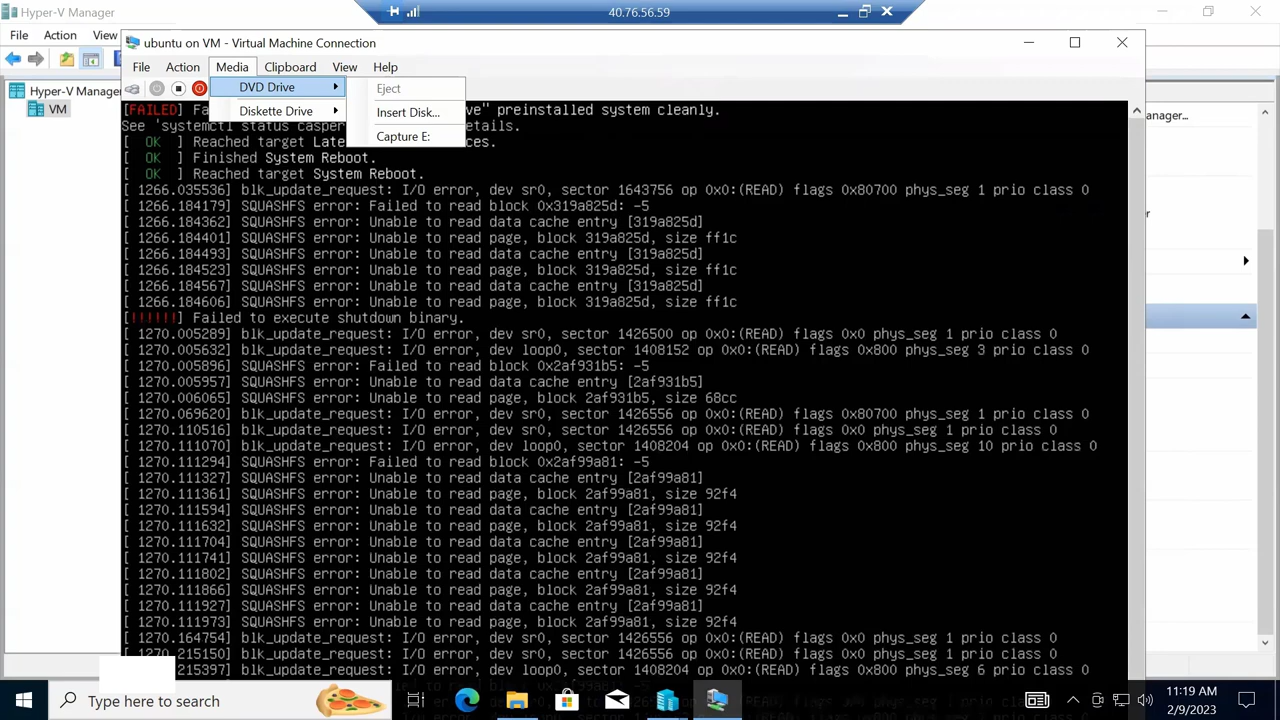 Hyper-V Manager
40.76.56.59
File Action View
ubuntu on VM - Virtual Machine Connection
File Action Media Clipboard View Help
DVD Drive
Diskette Drive
Eject
Insert Disk...
Capture E:
Hyper-V Manager
VM
anager...
[FAILED] Fa ve" preinstalled system cleanly.
See 'systemctl status casper etails.
[ OK ] Reached target Late ces.
[ OK ] Finished System Reboot.
[ OK ] Reached target System Reboot.
[ 1266.035536] blk_update_request: I/O error, dev sr0, sector 1643756 op 0x0:(READ) flags 0x80700 phys_seg 1 prio class 0
[ 1266.184179] SQUASHFS error: Failed to read block 0x319a825d: -5
[ 1266.184362] SQUASHFS error: Unable to read data cache entry [319a825d]
[ 1266.184401] SQUASHFS error: Unable to read page, block 319a825d, size ff1c
[ 1266.184493] SQUASHFS error: Unable to read data cache entry [319a825d]
[ 1266.184523] SQUASHFS error: Unable to read page, block 319a825d, size ff1c
[ 1266.184567] SQUASHFS error: Unable to read data cache entry [319a825d]
[ 1266.184606] SQUASHFS error: Unable to read page, block 319a825d, size ff1c
[!!!!!!] Failed to execute shutdown binary.
[ 1270.005289] blk_update_request: I/O error, dev sr0, sector 1426500 op 0x0:(READ) flags 0x0 phys_seg 1 prio class 0
[ 1270.005632] blk_update_request: I/O error, dev loop0, sector 1408152 op 0x0:(READ) flags 0x800 phys_seg 3 prio class 0
[ 1270.005896] SQUASHFS error: Failed to read block 0x2af931b5: -5
[ 1270.005957] SQUASHFS error: Unable to read data cache entry [2af931b5]
[ 1270.006065] SQUASHFS error: Unable to read page, block 2af931b5, size 68cc
[ 1270.069620] blk_update_request: I/O error, dev sr0, sector 1426556 op 0x0:(READ) flags 0x80700 phys_seg 1 prio class 0
[ 1270.110516] blk_update_request: I/O error, dev sr0, sector 1426556 op 0x0:(READ) flags 0x0 phys_seg 1 prio class 0
[ 1270.111070] blk_update_request: I/O error, dev loop0, sector 1408204 op 0x0:(READ) flags 0x800 phys_seg 10 prio class 0
[ 1270.111294] SQUASHFS error: Failed to read block 0x2af99a81: -5
[ 1270.111327] SQUASHFS error: Unable to read data cache entry [2af99a81]
[ 1270.111361] SQUASHFS error: Unable to read page, block 2af99a81, size 92f4
[ 1270.111594] SQUASHFS error: Unable to read data cache entry [2af99a81]
[ 1270.111632] SQUASHFS error: Unable to read page, block 2af99a81, size 92f4
[ 1270.111704] SQUASHFS error: Unable to read data cache entry [2af99a81]
[ 1270.111741] SQUASHFS error: Unable to read page, block 2af99a81, size 92f4
[ 1270.111802] SQUASHFS error: Unable to read data cache entry [2af99a81]
[ 1270.111866] SQUASHFS error: Unable to read page, block 2af99a81, size 92f4
[ 1270.111927] SQUASHFS error: Unable to read data cache entry [2af99a81]
[ 1270.111973] SQUASHFS error: Unable to read page, block 2af99a81, size 92f4
[ 1270.164754] blk_update_request: I/O error, dev sr0, sector 1426556 op 0x0:(READ) flags 0x0 phys_seg 1 prio class 0
[ 1270.215150] blk_update_request: I/O error, dev sr0, sector 1426556 op 0x0:(READ) flags 0x0 phys_seg 1 prio class 0
.215397] blk_update_request: I/O error, dev loop0, sector 1408204 op 0x0:(READ) flags 0x800 phys_seg 6 prio class 0
Type here to search
11:19 AM
2/9/2023